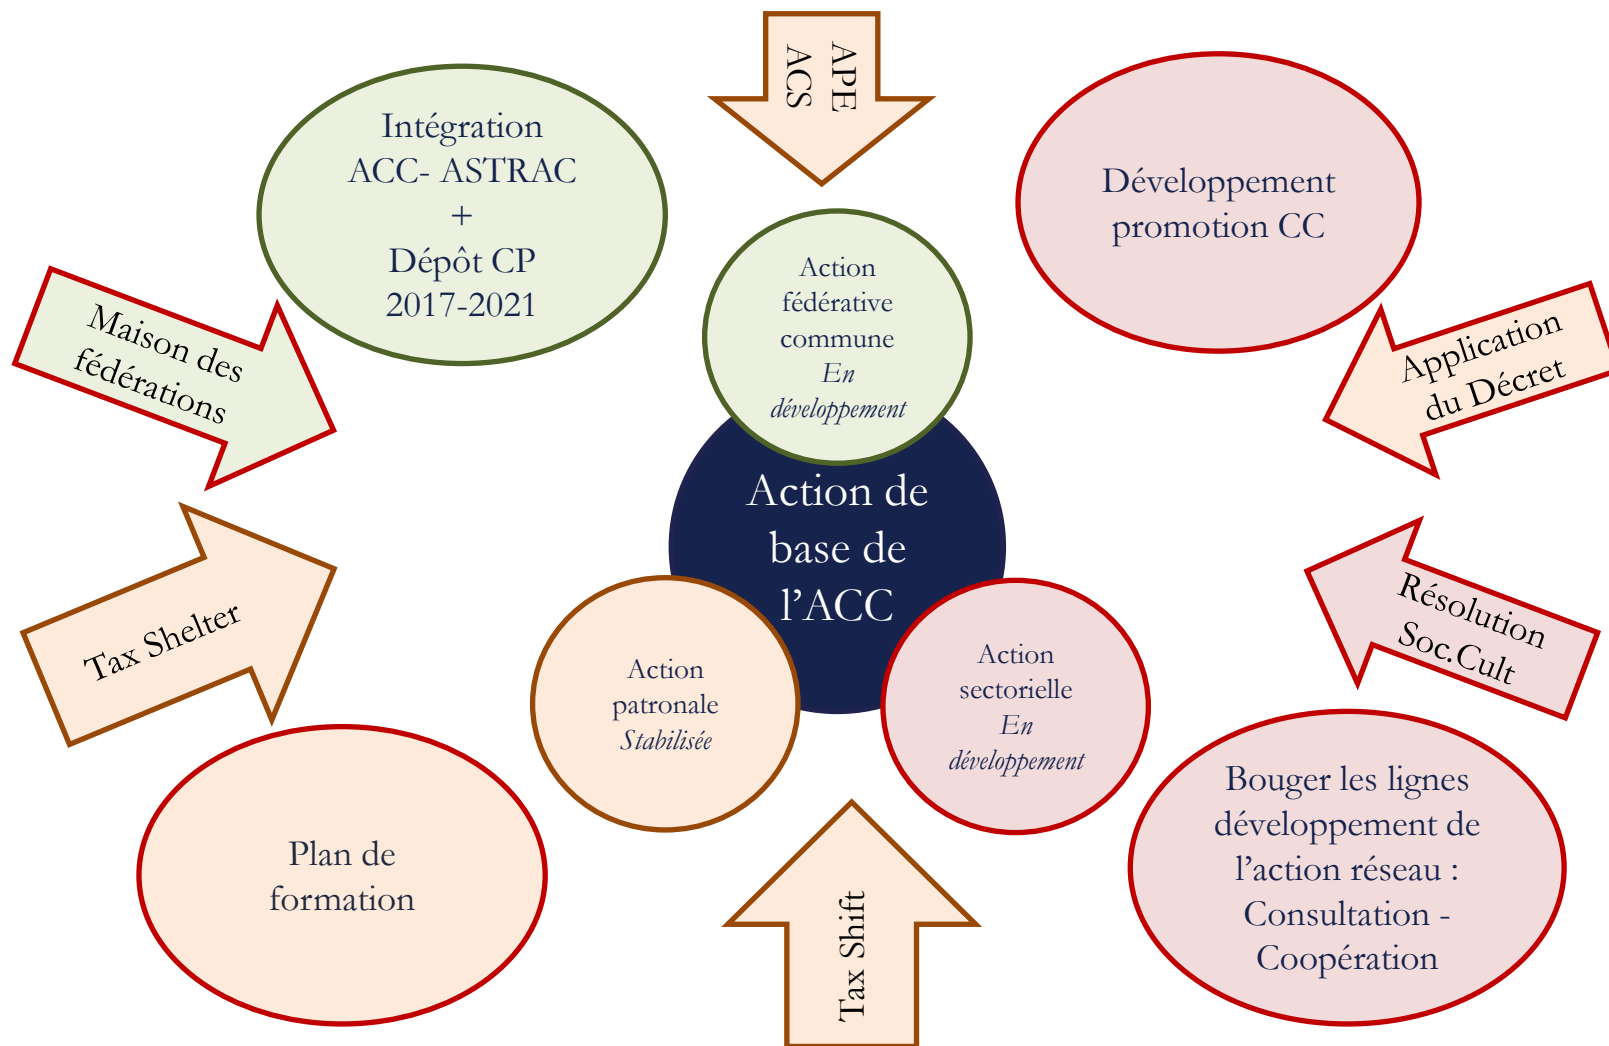 APE
ACS
Intégration
ACC- ASTRAC
+
Dépôt CP
2017-2021
Développement
promotion CC
Action
fédérative
commune
En
développement
Maison des
fédérations
Application
du Décret
Action de
base de
l’ACC
Tax Shelter
Résolution
Soc.Cult
Action
patronale
Stabilisée
Action
sectorielle
En
développement
Plan de
formation
Tax Shift
Bouger les lignes
développement de
l’action réseau :
Consultation -
Coopération